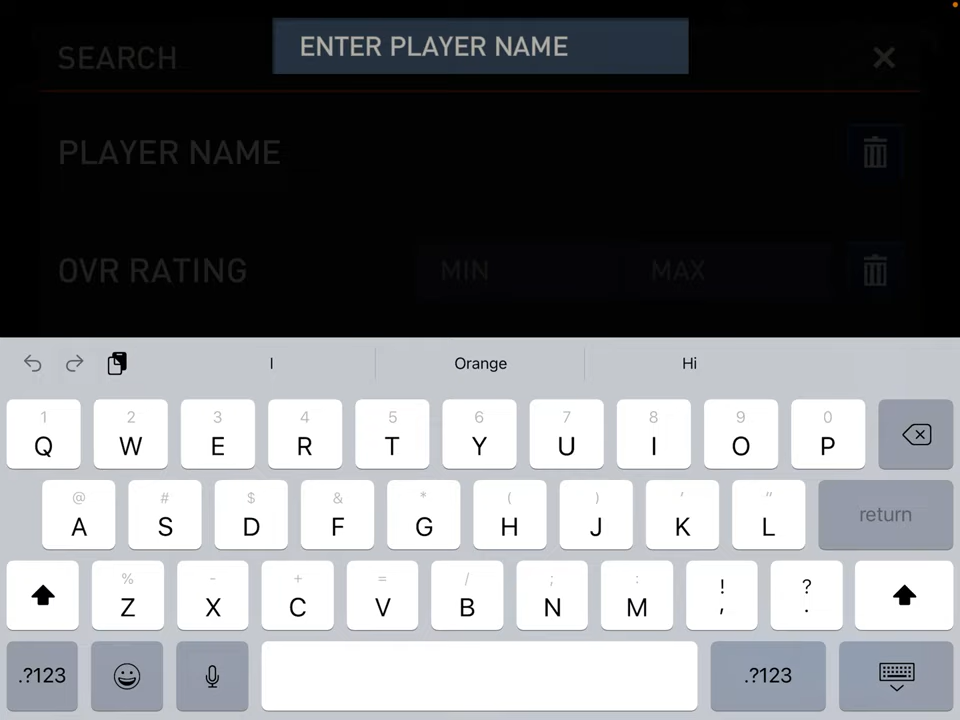 SEARCH
ENTER PLAYER NAME
PLAYER NAME
OVR RATING MIN MAX
I Orange Hi
1 2 3 4 5 6 7 8 9 0
Q W E R T Y U I O P
@ # $ & * ( ) ' "
A S D F G H J K L return
% - + = / ; : ! ?
Z X C V B N M , .
.?123 .?123